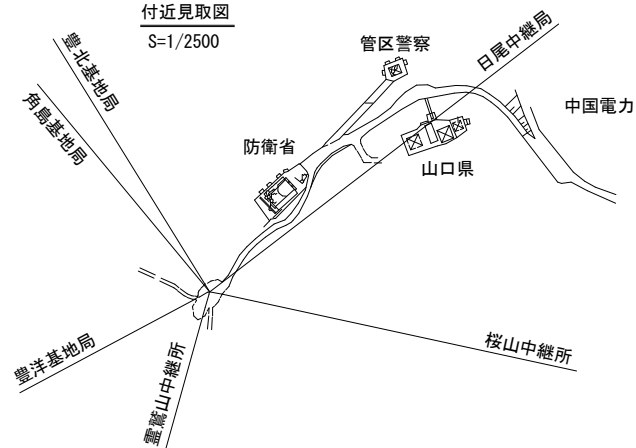 付近見取図
S=1/2500
豊北基地局
角島基地局
管区警察
日尾中継局
中国電力
防衛省
山口県
豊洋基地局
霊鷲山中継所
桜山中継所